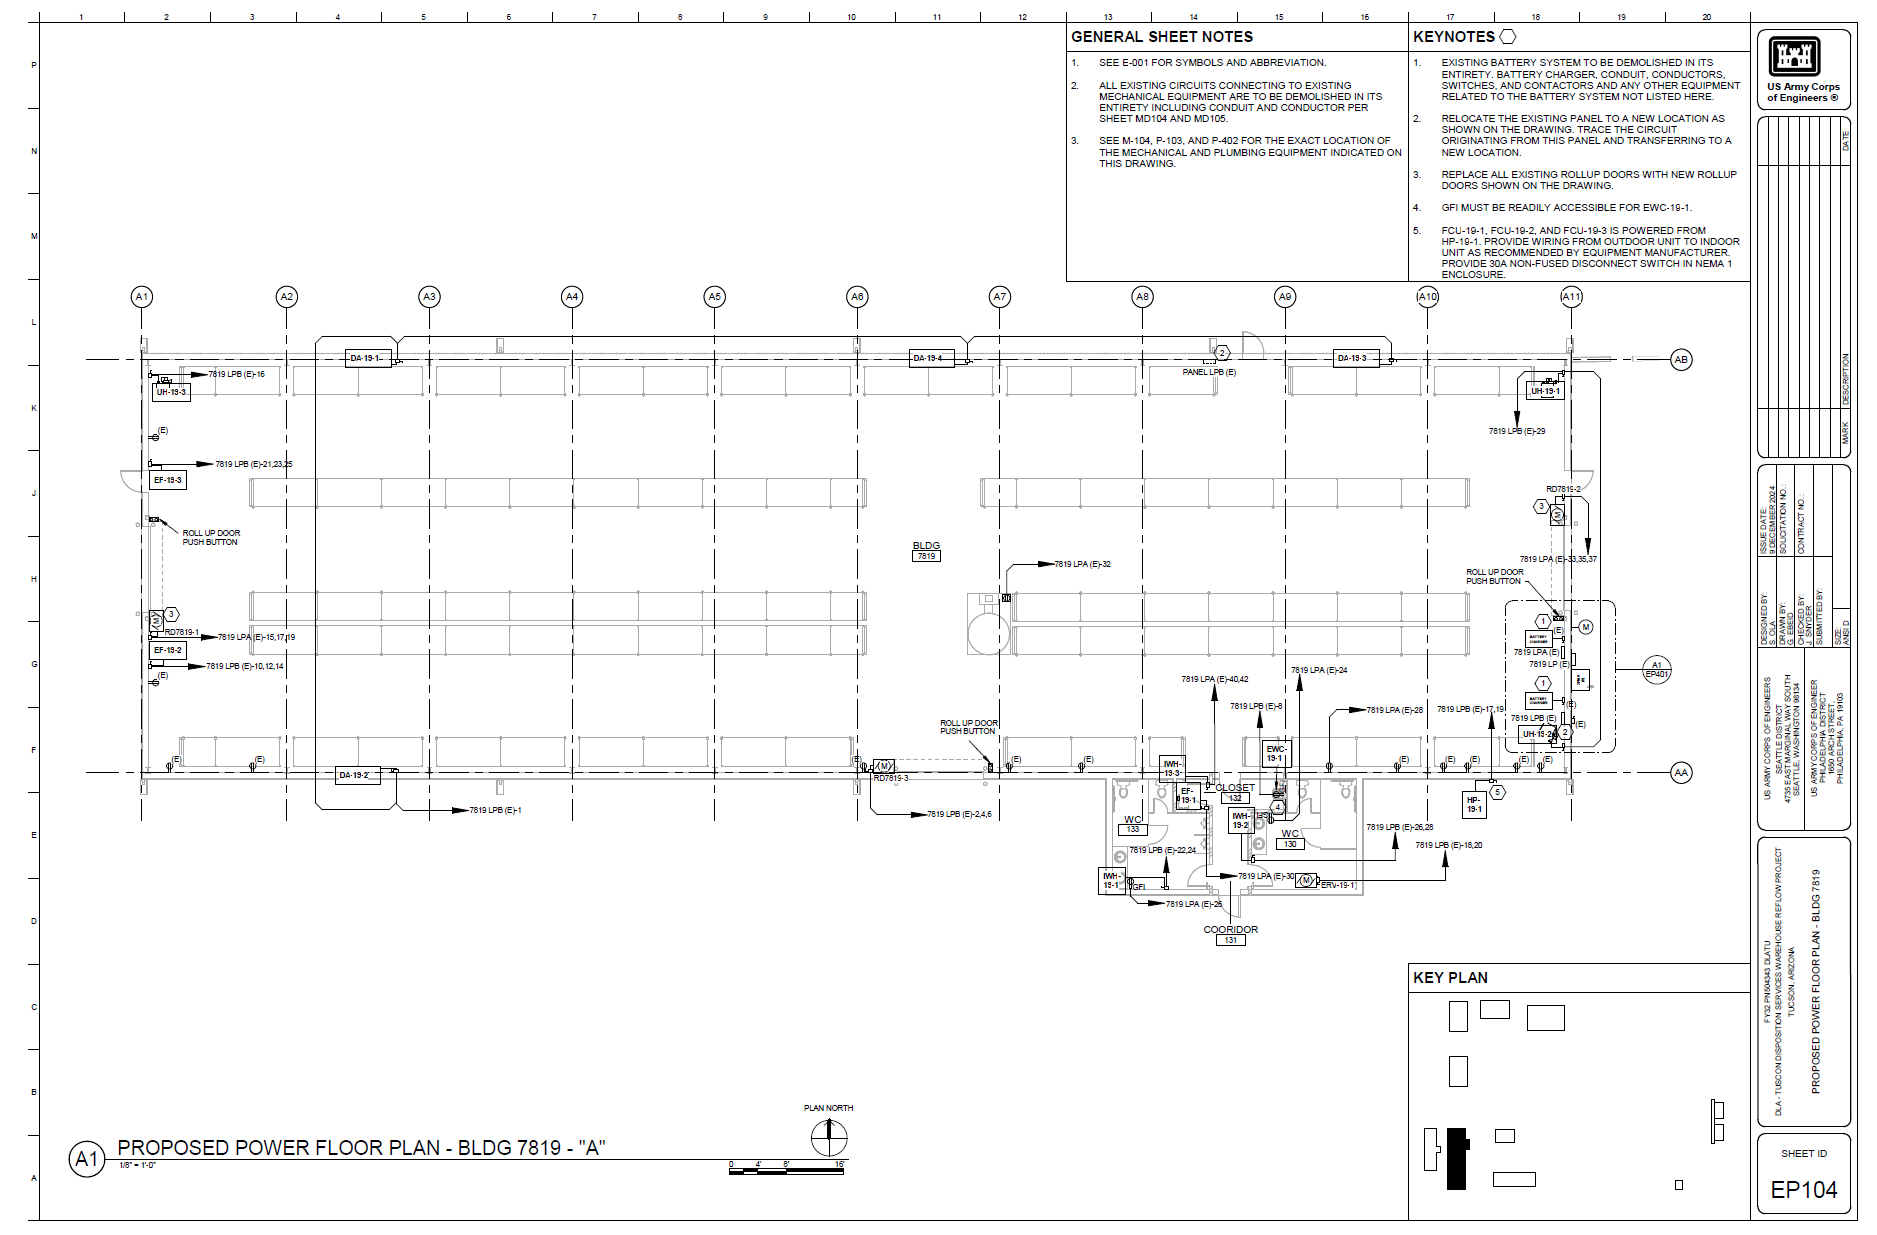 1 2 3 4 5 6 7 8 9 10 11 12 13 14 15 16 17 18 19 20
P
N
M
L
K
J
H
G
F
E
D
C
B
A
GENERAL SHEET NOTES
1. SEE E-001 FOR SYMBOLS AND ABBREVIATION.
2. ALL EXISTING CIRCUITS CONNECTING TO EXISTING
MECHANICAL EQUIPMENT ARE TO BE DEMOLISHED IN ITS
ENTIRETY INCLUDING CONDUIT AND CONDUCTOR PER
SHEET MD104 AND MD105.
3. SEE M-104, P-103, AND P-402 FOR THE EXACT LOCATION OF
THE MECHANICAL AND PLUMBING EQUIPMENT INDICATED ON
THIS DRAWING.
KEYNOTES
1. EXISTING BATTERY SYSTEM TO BE DEMOLISHED IN ITS
ENTIRETY. BATTERY CHARGER, CONDUIT, CONDUCTORS,
SWITCHES, AND CONTACTORS AND ANY OTHER EQUIPMENT
RELATED TO THE BATTERY SYSTEM NOT LISTED HERE.
2. RELOCATE THE EXISTING PANEL TO A NEW LOCATION AS
SHOWN ON THE DRAWING. TRACE THE CIRCUIT
ORIGINATING FROM THIS PANEL AND TRANSFERRING TO A
NEW LOCATION.
3. REPLACE ALL EXISTING ROLLUP DOORS WITH NEW ROLLUP
DOORS SHOWN ON THE DRAWING.
4. GFI MUST BE READILY ACCESSIBLE FOR EWC-19-1.
5. FCU-19-1, FCU-19-2, AND FCU-19-3 IS POWERED FROM
HP-19-1. PROVIDE WIRING FROM OUTDOOR UNIT TO INDOOR
UNIT AS RECOMMENDED BY EQUIPMENT MANUFACTURER.
PROVIDE 30A NON-FUSED DISCONNECT SWITCH IN NEMA 1
ENCLOSURE.
A1 A2 A3 A4 A5 A6 A7 A8 A9 A10 A11
DA-19-1
DA-19-4
2
DA-19-3
AB
PANEL LPB (E)
7819 LPB (E)-16
UH-19-3
UH-19-1
(E)
7819 LPB (E)-29
7819 LPB (E)-21,23,25
EF-19-3
RD7819-2
3
M
ROLL UP DOOR
PUSH BUTTON
BLDG
7819
7819 LPA (E)-32
7819 LPA (E)-33,35,37
ROLL UP DOOR
PUSH BUTTON
3
M
RD7819-1
7819 LPA (E)-15,17,19
EF-19-2
7819 LPB (E)-10,12,14
(E)
1
M
(E)
BATTERY
CHARGER
7819 LPA (E)
7819 LP (E)
A1
EP401
1
BATTERY
CHARGER
(E)
7819 LPB (E)
(E)
UH-19-2
2
7819 LPA (E)-24
7819 LPA (E)-40,42
7819 LPB (E)-8
7819 LPA (E)-28
7819 LPB (E)-17,19
ROLL UP DOOR
PUSH BUTTON
(E) (E) (E) (E) (E) (E) (E) (E) (E) (E)
M
RD7819-3
DA-19-2
EWC-
19-1
IWH-
19-3
AA
EF-
19-1
CLOSET
132
4
IWH-
19-2
HP-
19-1
5
7819 LPB (E)-1
7819 LPB (E)-2,4,6
WC
133
WC
130
7819 LPB (E)-26,28
7819 LPB (E)-18,20
7819 LPB (E)-22,24
IWH-
19-1
GFI
7819 LPA (E)-30
M
ERV-19-1
7819 LPA (E)-26
COORIDOR
131
KEY PLAN
PLAN NORTH
A1
PROPOSED POWER FLOOR PLAN - BLDG 7819 - "A"
1/8" = 1'-0"
0 4' 8' 16'
US Army Corps
of Engineers ®
DATE
DESCRIPTION
MARK
ISSUE DATE:
9 DECEMBER 2024
SOLICITATION NO.:
CONTRACT NO.:
DESIGNED BY:
S. OLA
DRAWN BY:
G. EBEID
CHECKED BY:
J. SNYDER
SUBMITTED BY:
SIZE:
ANSI D
US ARMY CORPS OF ENGINEERS
SEATTLE DISTRICT
4735 EAST MARGINAL WAY SOUTH
SEATTLE, WASHINGTON 98134
US ARMY CORPS OF ENGINEER
PHILADELPHIA DISTRICT
1650 ARCH STREET,
PHILADELPHIA, PA 19103
FY32 PN504343 DLATU
DLA - TUSCON DISPOSITION SERVICES WAREHOUSE REFLOW PROJECT
TUCSON, ARIZONA
PROPOSED POWER FLOOR PLAN - BLDG 7819
SHEET ID
EP104